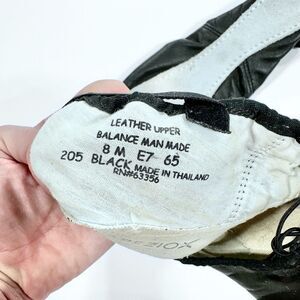 LEATHER UPPER
BALANCE MAN MADE
8 M E7 65
205 BLACK MADE IN THAILAND
RN#63356